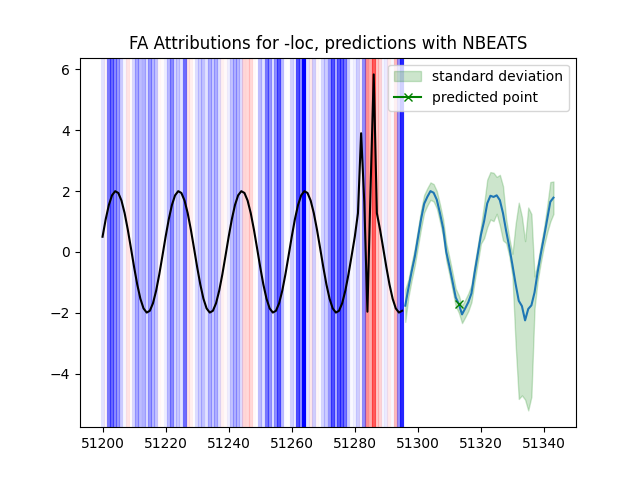 FA Attributions for -loc, predictions with NBEATS
standard deviation
predicted point
6
4
2
0
−2
−4
51200 51220 51240 51260 51280 51300 51320 51340